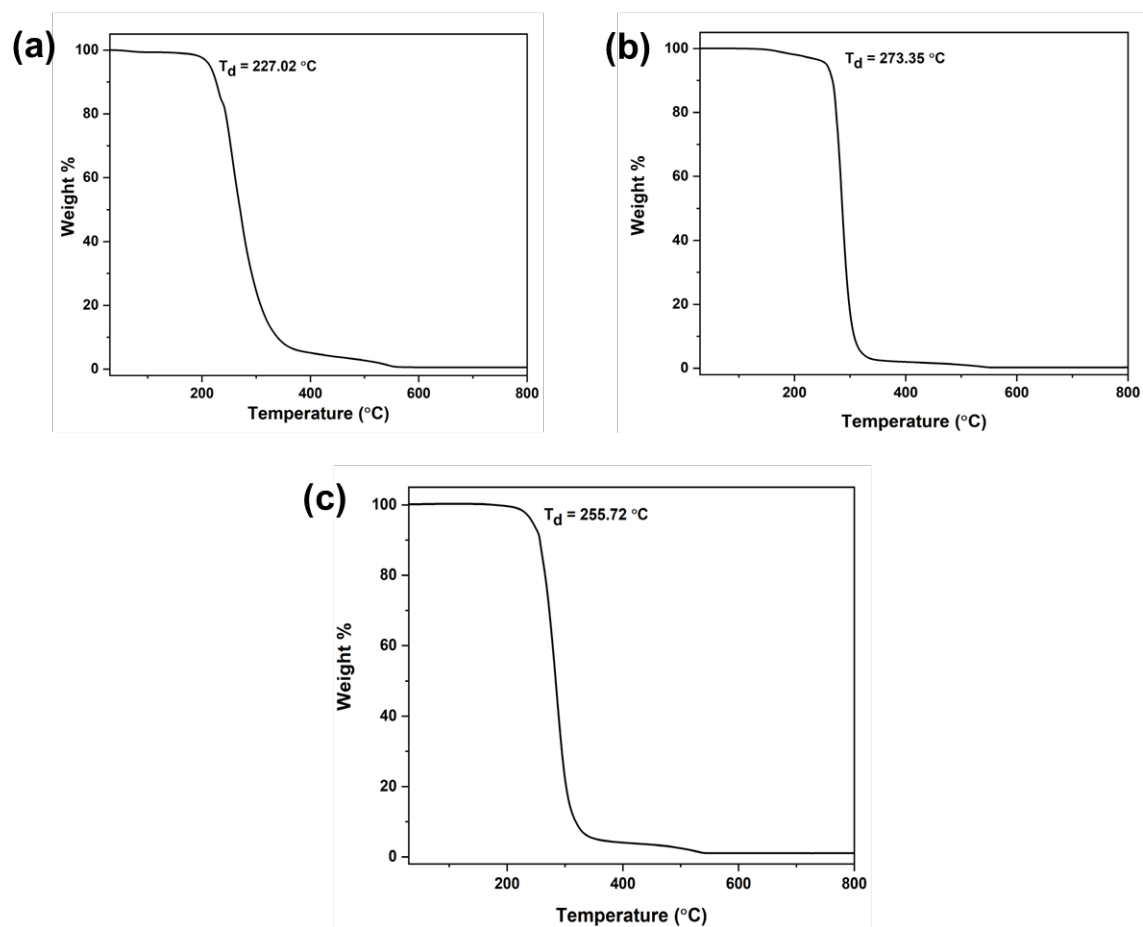 (a)
100
80
60
40
20
0
Weight %
T_d = 227.02 °C
200 400 600 800
Temperature (°C)
(b)
100
80
60
40
20
0
Weight %
T_d = 273.35 °C
200 400 600 800
Temperature (°C)
(c)
100
80
60
40
20
0
Weight %
T_d = 255.72 °C
200 400 600 800
Temperature (°C)